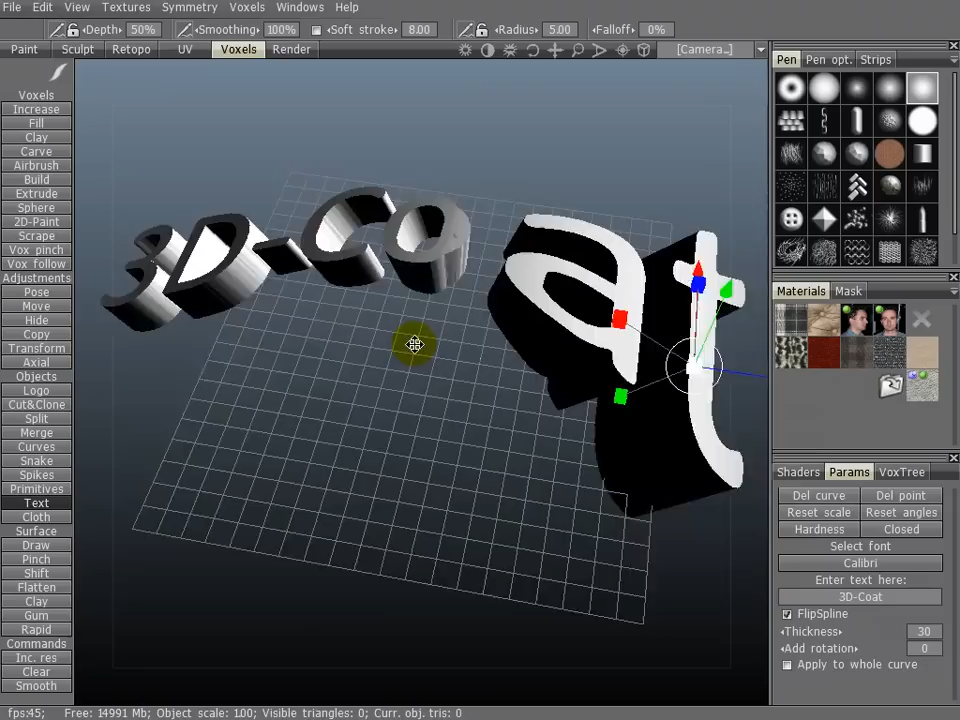 File Edit View Textures Symmetry Voxels Windows Help
Depth: 50% Smoothing: 100% Soft stroke: 8.00 Radius: 5.00 Falloff: 0%
Paint Sculpt Retopo UV Voxels Render [Camera...]
Voxels
Increase
Fill
Clay
Carve
Airbrush
Build
Extrude
Sphere
2D-Paint
Scrape
Vox pinch
Vox follow
Adjustments
Pose
Move
Hide
Copy
Transform
Axial
Objects
Logo
Cut&Clone
Split
Merge
Curves
Snake
Spikes
Primitives
Text
Cloth
Surface
Draw
Pinch
Shift
Flatten
Clay
Gum
Rapid
Commands
Inc. res
Clear
Smooth
3D-Coat
Pen Pen opt. Strips
Materials Mask
Shaders Params VoxTree
Del curve Del point
Reset scale Reset angles
Hardness Closed
Select font
Calibri
Enter text here:
3D-Coat
FlipSpline
Thickness 30
Add rotation 0
Apply to whole curve
fps:45; Free: 14991 Mb; Object scale: 1.00; Visible triangles: 0; Curr. obj. tris: 0